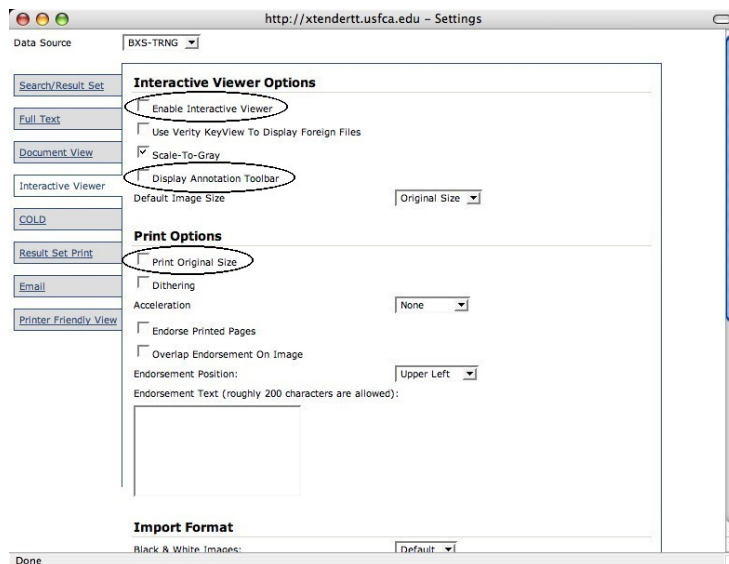 http://xtendertt.usfca.edu – Settings
Data Source BXS-TRNG
Search/Result Set
Full Text
Document View
Interactive Viewer
COLD
Result Set Print
Email
Printer Friendly View
Interactive Viewer Options
Enable Interactive Viewer
Use Verity KeyView To Display Foreign Files
Scale-To-Gray
Display Annotation Toolbar
Default Image Size Original Size
Print Options
Print Original Size
Dithering
Acceleration None
Endorse Printed Pages
Overlap Endorsement On Image
Endorsement Position: Upper Left
Endorsement Text (roughly 200 characters are allowed):
Import Format
Black & White Images: Default
Done